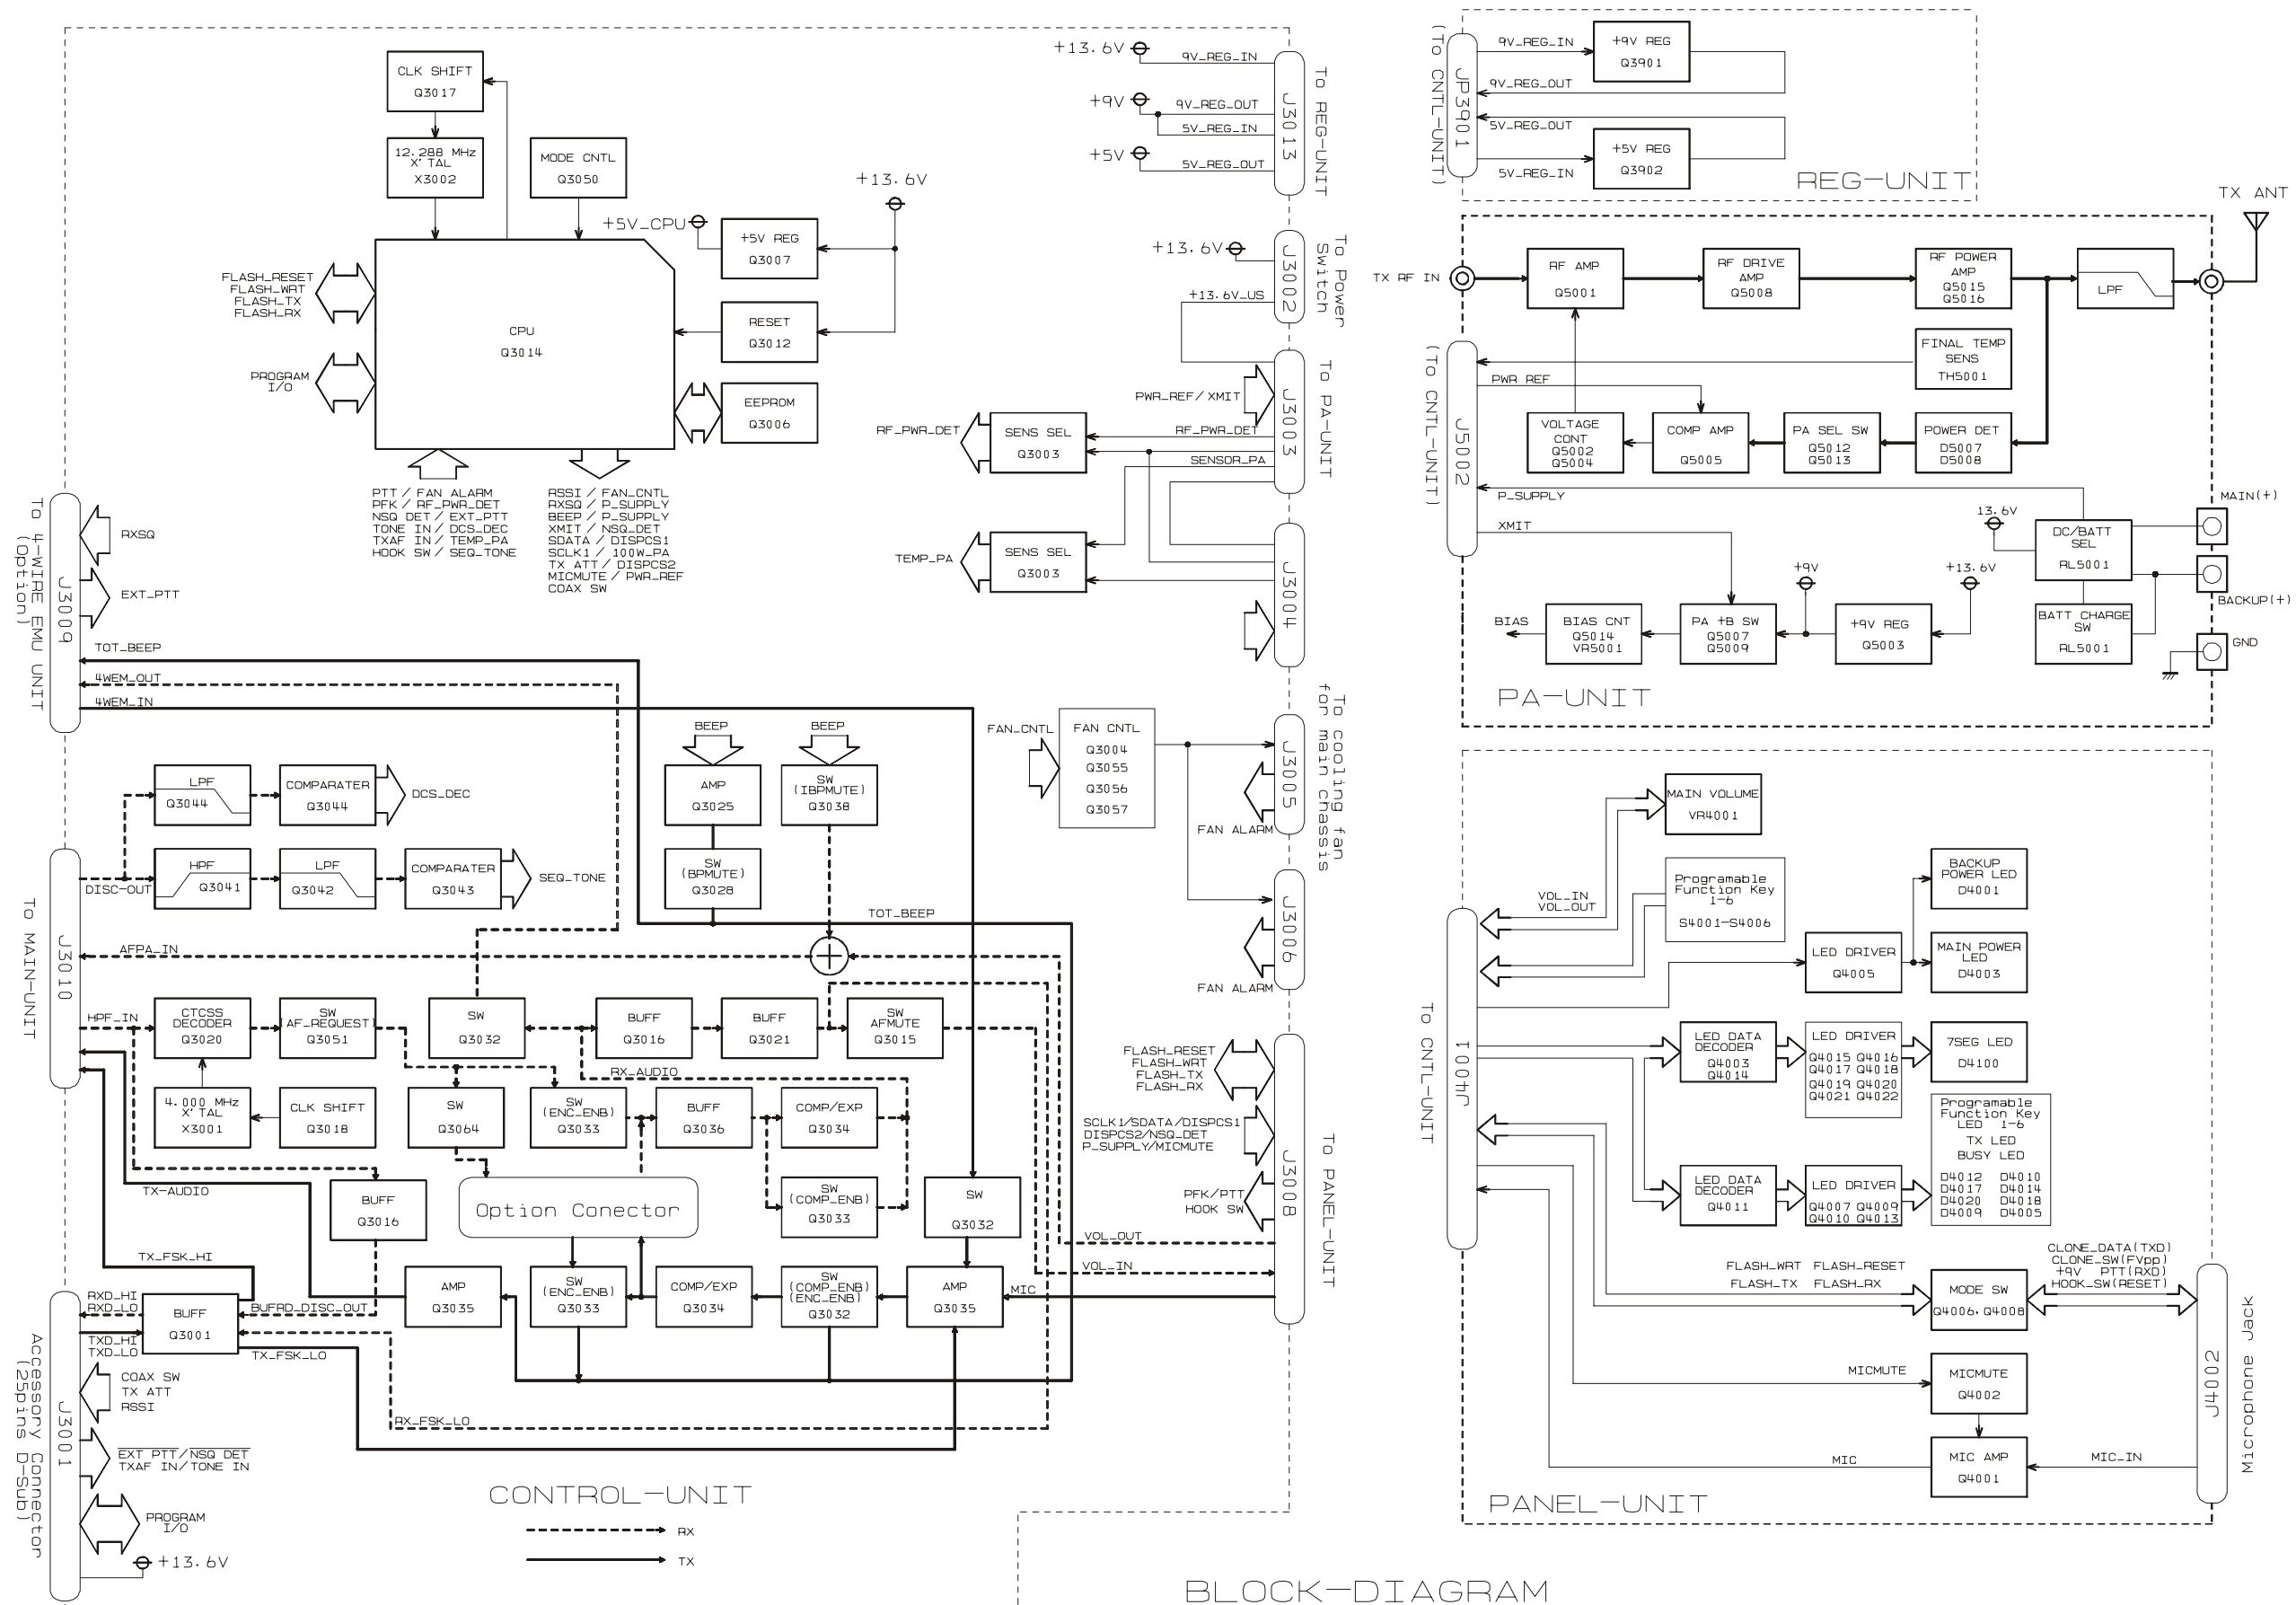 CLK SHIFT
Q3017
12.288 MHz
X'TAL
X3002
MODE CNTL
Q3050
+13.6V
+5V_CPU
+5V REG
Q3007
RESET
Q3012
EEPROM
Q3006
CPU
Q3014
FLASH_RESET
FLASH_WRT
FLASH_TX
FLASH_RX
PROGRAM
I/O
PTT / FAN ALARM
PFK / RF_PWR_DET
NSQ DET / EXT_PTT
TONE IN / DCS_DEC
TXAF IN / TEMP_PA
HOOK SW / SEQ_TONE
RSSI / FAN_CNTL
RXSQ / P_SUPPLY
BEEP / P_SUPPLY
XMIT / NSQ_DET
SDATA / DISPCS1
SCLK1 / 100W_PA
TX ATT / DISPCS2
MICMUTE / PWR_REF
COAX SW
+13.6V
9V_REG_IN
+9V
9V_REG_OUT
5V_REG_IN
+5V
5V_REG_OUT
J3013
To REG-UNIT
+13.6V
+13.6V_US
J3002
To Power
Switch
PWR_REF/XMIT
RF_PWR_DET
SENSOR_PA
J3003
To PA-UNIT
RF_PWR_DET
SENS SEL
Q3003
TEMP_PA
SENS SEL
Q3003
J3004
FAN_CNTL
FAN CNTL
Q3004
Q3055
Q3056
Q3057
J3005
To cooling fan
for main chassis
FAN ALARM
J3006
FAN ALARM
FLASH_RESET
FLASH_WRT
FLASH_TX
FLASH_RX
SCLK1/SDATA/DISPCS1
DISPCS2/NSQ_DET
P_SUPPLY/MICMUTE
PFK/PTT
HOOK SW
J3008
To PANEL-UNIT
VOL_OUT
VOL_IN
MIC
To 4-WIRE EMU UNIT
(Option)
J3009
RXSQ
EXT_PTT
TOT_BEEP
4WEM_OUT
4WEM_IN
BEEP
BEEP
AMP
Q3025
SW
(IBPMUTE)
Q3038
SW
(BPMUTE)
Q3028
TOT_BEEP
LPF
Q3044
COMPARATER
Q3044
DCS_DEC
HPF
Q3041
LPF
Q3042
COMPARATER
Q3043
SEQ_TONE
DISC-OUT
To MAIN-UNIT
J3010
AFPA_IN
HPF_IN
CTCSS
DECODER
Q3020
SW
(AF_REQUEST)
Q3051
SW
Q3032
BUFF
Q3016
BUFF
Q3021
SW
AFMUTE
Q3015
RX_AUDIO
4.000 MHz
X'TAL
X3001
CLK SHIFT
Q3018
SW
Q3064
SW
(ENC_ENB)
Q3033
BUFF
Q3036
COMP/EXP
Q3034
TX-AUDIO
BUFF
Q3016
Option Conector
SW
(COMP_ENB)
Q3033
SW
Q3032
TX_FSK_HI
AMP
Q3035
SW
(ENC_ENB)
Q3033
COMP/EXP
Q3034
SW
(COMP_ENB)
(ENC_ENB)
Q3032
AMP
Q3035
RXD_HI
RXD_LO
BUFF
Q3001
BUFRD_DISC_OUT
TXD_HI
TXD_LO
TX_FSK_LO
COAX SW
TX ATT
RSSI
RX_FSK_LO
Accessory Connector
(25pins D-Sub)
J3001
EXT PTT/NSQ DET
TXAF IN/TONE IN
PROGRAM
I/O
+13.6V
CONTROL-UNIT
RX
TX
(To CNTL-UNIT)
JP3901
9V_REG_IN
+9V REG
Q3901
9V_REG_OUT
5V_REG_OUT
+5V REG
Q3902
5V_REG_IN
REG-UNIT
TX ANT
TX RF IN
RF AMP
Q5001
RF DRIVE
AMP
Q5008
RF POWER
AMP
Q5015
Q5016
LPF
FINAL TEMP
SENS
TH5001
PWR REF
(To CNTL-UNIT)
J5002
VOLTAGE
CONT
Q5002
Q5004
COMP AMP
Q5005
PA SEL SW
Q5012
Q5013
POWER DET
D5007
D5008
P_SUPPLY
XMIT
13.6V
DC/BATT
SEL
RL5001
MAIN(+)
BACKUP(+)
GND
BATT CHARGE
SW
RL5001
+9V
+13.6V
BIAS
BIAS CNT
Q5014
VR5001
PA +B SW
Q5007
Q5009
+9V REG
Q5003
PA-UNIT
MAIN VOLUME
VR4001
VOL_IN
VOL_OUT
Programable
Function Key
1-6
S4001-S4006
BACKUP
POWER LED
D4001
LED DRIVER
Q4005
MAIN POWER
LED
D4003
To CNTL-UNIT
J4001
LED DATA
DECODER
Q4003
Q4014
LED DRIVER
Q4015 Q4016
Q4017 Q4018
Q4019 Q4020
Q4021 Q4022
7SEG LED
D4100
Programable
Function Key
LED 1-6
TX LED
BUSY LED
D4012 D4010
D4017 D4014
D4020 D4018
D4009 D4005
LED DATA
DECODER
Q4011
LED DRIVER
Q4007 Q4009
Q4010 Q4013
FLASH_WRT FLASH_RESET
FLASH_TX FLASH_RX
MODE SW
Q4006,Q4008
CLONE_DATA(TXD)
CLONE_SW(FVpp)
+9V PTT(RXD)
HOOK_SW(RESET)
MICMUTE
MICMUTE
Q4002
MIC
MIC AMP
Q4001
MIC_IN
J4002
Microphone Jack
PANEL-UNIT
BLOCK-DIAGRAM